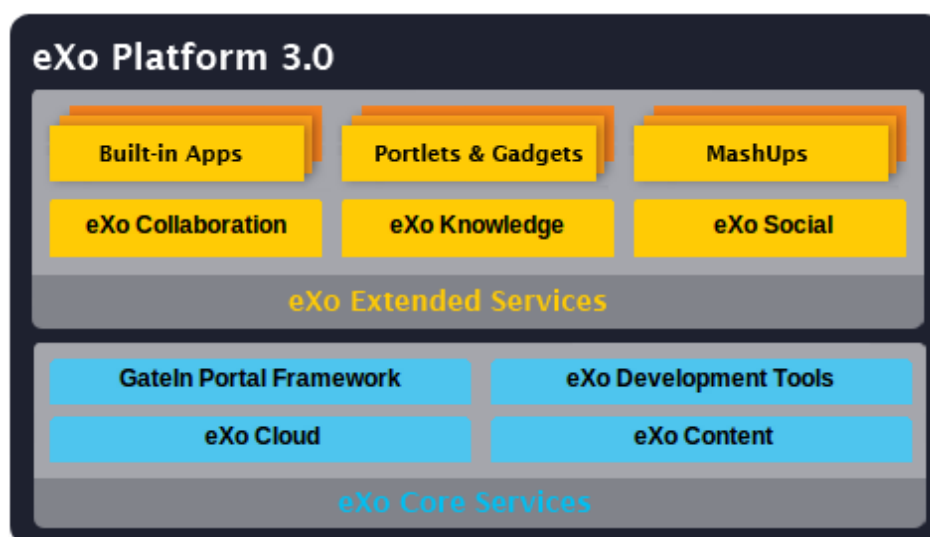 eXo Platform 3.0
Built-in Apps
Portlets & Gadgets
MashUps
eXo Collaboration
eXo Knowledge
eXo Social
eXo Extended Services
GateIn Portal Framework
eXo Development Tools
eXo Cloud
eXo Content
eXo Core Services